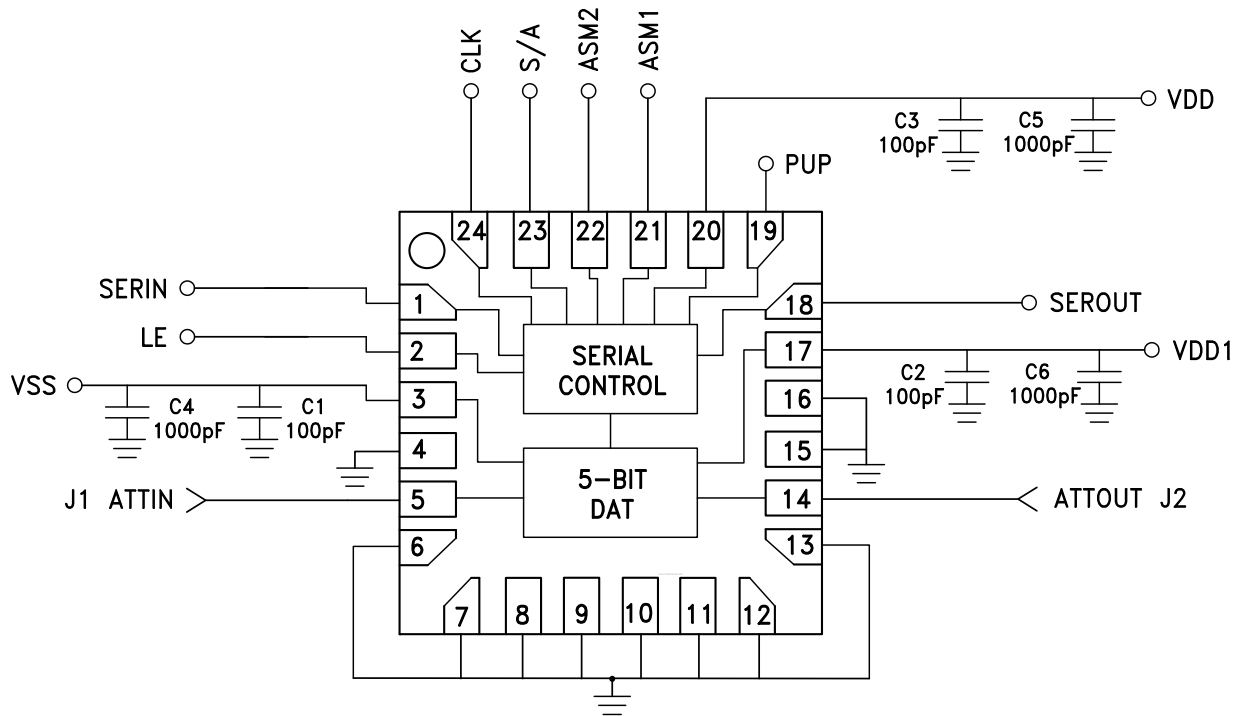 CLK
S/A
ASM2
ASM1
VDD
C3
100pF
C5
1000pF
PUP
24
23
22
21
20
19
SERIN
1
18
SEROUT
LE
2
SERIAL
CONTROL
17
VDD1
VSS
3
C4
1000pF
C1
100pF
16
C2
100pF
C6
1000pF
4
15
J1 ATTIN
5
5-BIT
DAT
14
ATTOUT J2
6
13
7
8
9
10
11
12